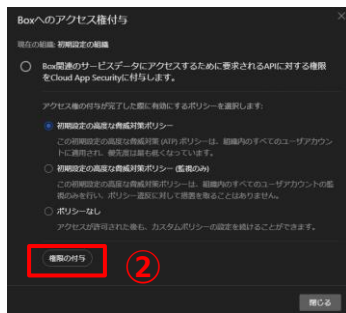 Boxへのアクセス権付与
現在の組織: 初期設定の組織
Box関連のサービスデータにアクセスするために要求されるAPIに対する権限
をCloud App Securityに付与します。
アクセス権の付与が完了した際に有効にするポリシーを選択します:
初期設定の高度な脅威対策ポリシー
この初期設定の高度な脅威対策 (ATP) ポリシーは、組織内のすべてのユーザアカウン
トに適用され、優先度は最も低くなっています。
初期設定の高度な脅威対策ポリシー (監視のみ)
この初期設定の高度な脅威対策ポリシーは、組織内のすべてのユーザアカウントの監
視のみを行い、ポリシー違反に対して措置を取ることはありません。
ポリシーなし
アクセスが許可された後も、カスタムポリシーの設定を続けることができます。
権限の付与
②
閉じる